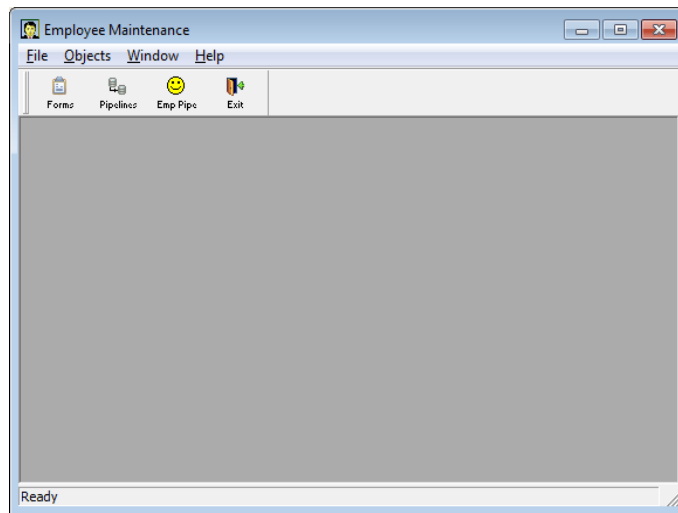 Employee Maintenance
File Objects Window Help
Forms Pipelines Emp Pipe Exit
Ready